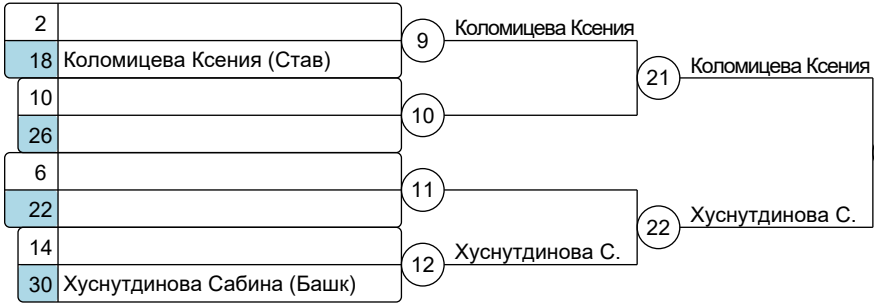 2
18 Коломицева Ксения (Став)
10
26
6
22
14
30 Хуснутдинова Сабина (Башк)
9 Коломицева Ксения
10
11
12 Хуснутдинова С.
21 Коломицева Ксения
22 Хуснутдинова С.